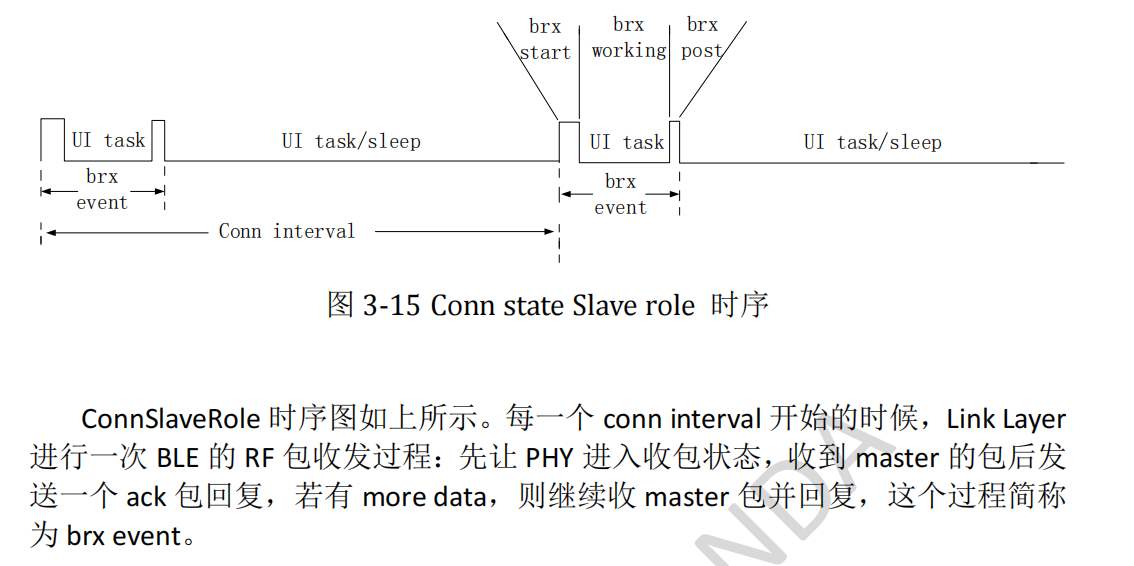 brx brx brx
start working post
UI task UI task/sleep UI task UI task/sleep
brx brx
event event
Conn interval
图 3-15 Conn state Slave role 时序
ConnSlaveRole 时序图如上所示。每一个 conn interval 开始的时候，Link Layer
进行一次 BLE 的 RF 包收发过程：先让 PHY 进入收包状态，收到 master 的包后发
送一个 ack 包回复，若有 more data，则继续收 master 包并回复，这个过程简称
为 brx event。